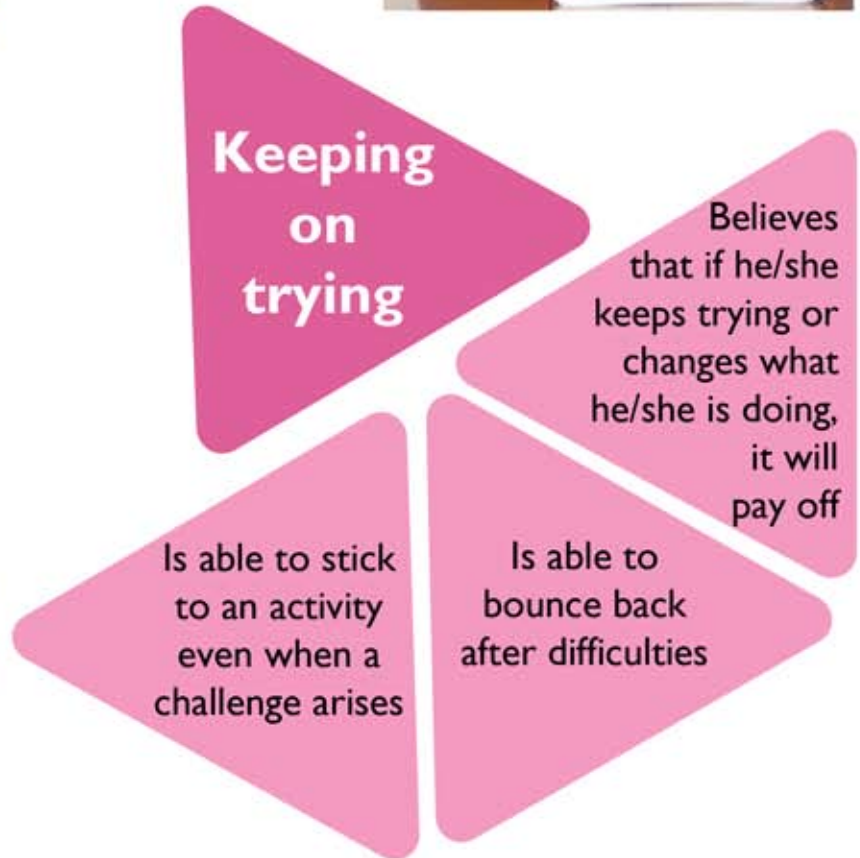 Keeping
on
trying
Believes
that if he/she
keeps trying or
changes what
he/she is doing,
it will
pay off
Is able to stick
to an activity
even when a
challenge arises
Is able to
bounce back
after difficulties